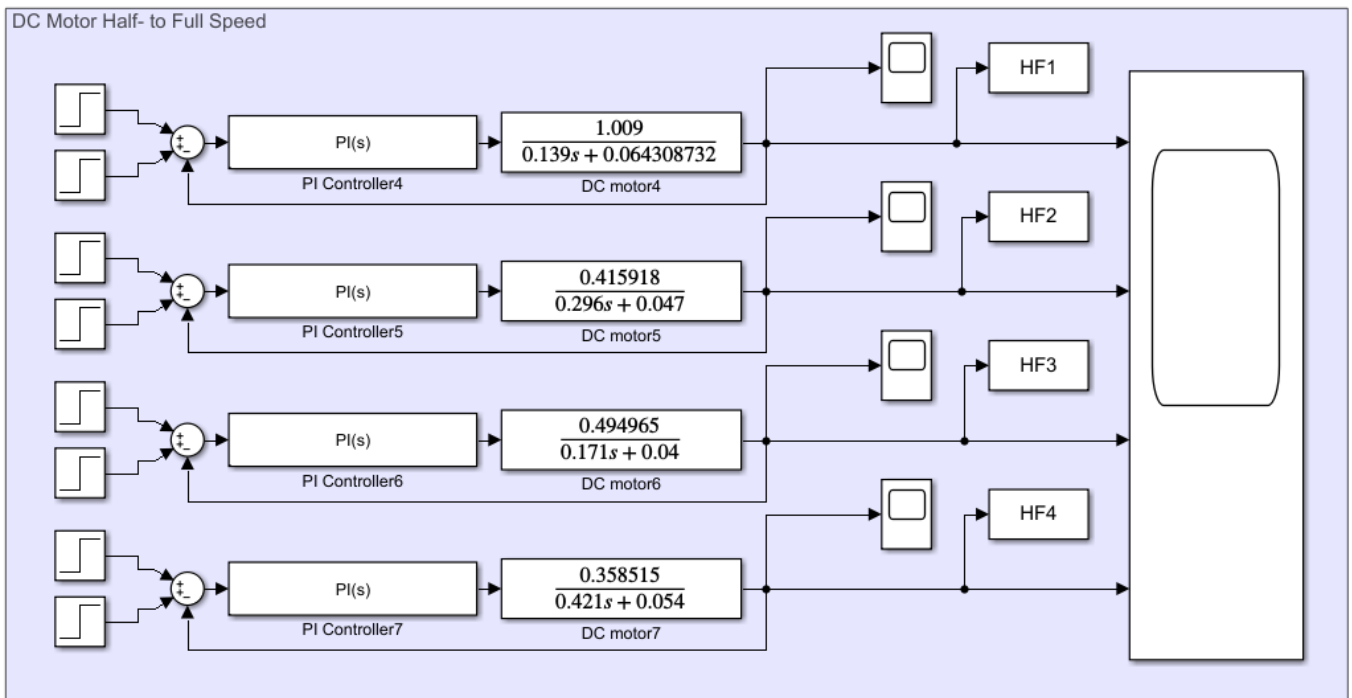 DC Motor Half- to Full Speed
HF1
PI(s)
1.009
0.139s + 0.064308732
PI Controller4
DC motor4
HF2
PI(s)
0.415918
0.296s + 0.047
PI Controller5
DC motor5
HF3
PI(s)
0.494965
0.171s + 0.04
PI Controller6
DC motor6
HF4
PI(s)
0.358515
0.421s + 0.054
PI Controller7
DC motor7